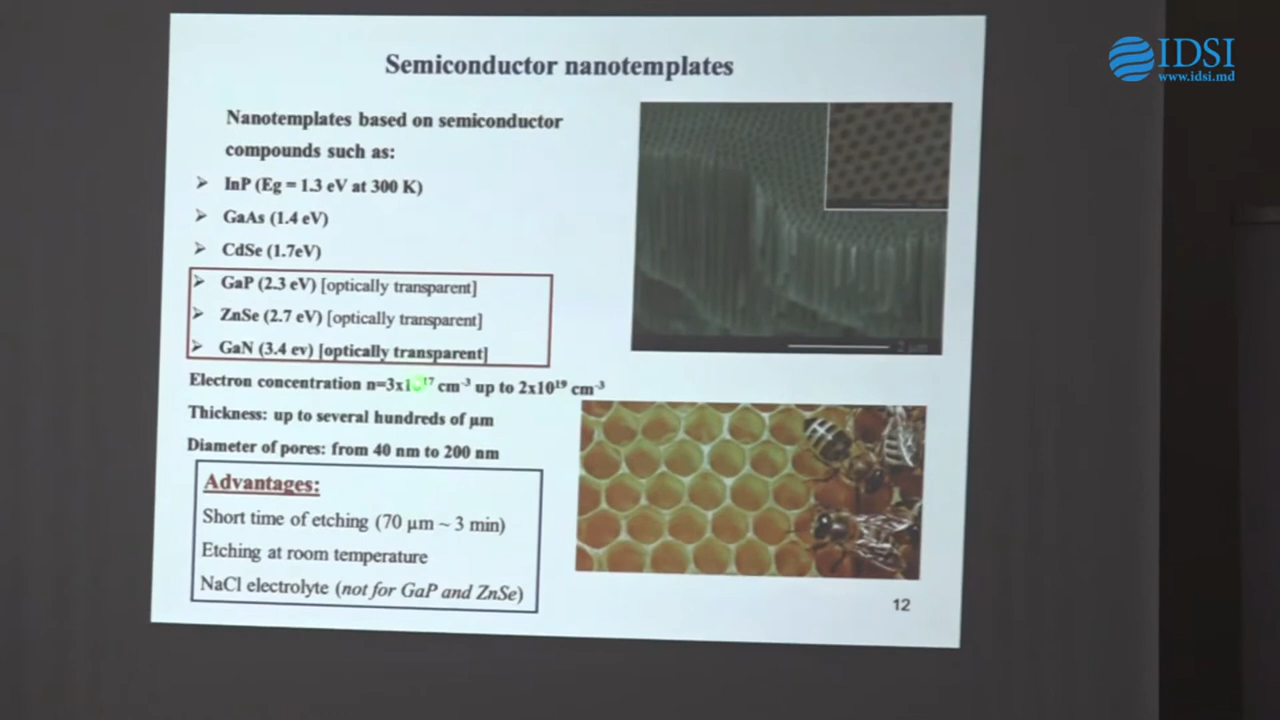 IDSI
www.idsi.md
Semiconductor nanotemplates
Nanotemplates based on semiconductor
compounds such as:
➢ InP (Eg = 1.3 eV at 300 K)
➢ GaAs (1.4 eV)
➢ CdSe (1.7eV)
➢ GaP (2.3 eV) [optically transparent]
➢ ZnSe (2.7 eV) [optically transparent]
➢ GaN (3.4 ev) [optically transparent]
Electron concentration cm⁻³ up to 2x10¹⁹ cm⁻³
Thickness: up to several hundreds of µm
Diameter of pores: from 40 nm to 200 nm
Advantages:
Short time of etching (70 µm ~ 3 min)
Etching at room temperature
NaCl electrolyte (not for GaP and ZnSe)
2 µm
12